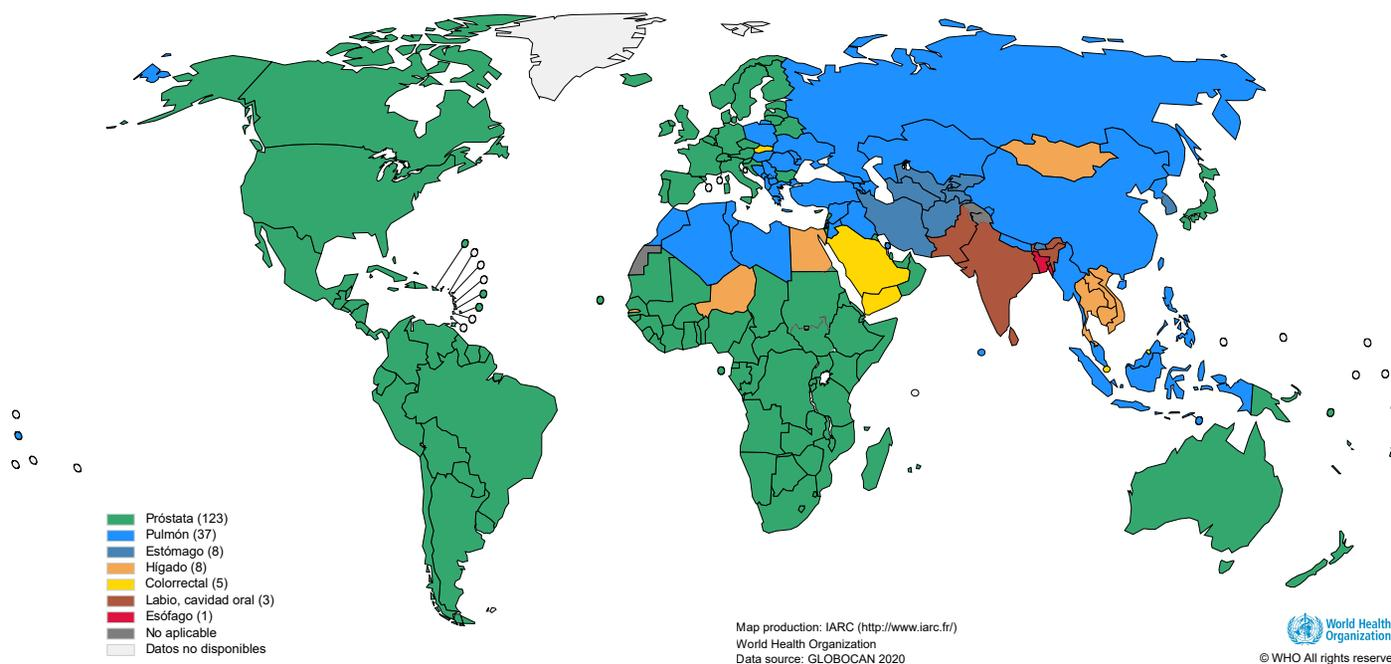 Próstata (123)
Pulmón (37)
Estómago (8)
Hígado (8)
Colorrectal (5)
Labio, cavidad oral (3)
Esófago (1)
No aplicable
Datos no disponibles
Map production: IARC (http://www.iarc.fr/)
World Health Organization
Data source: GLOBOCAN 2020
World Health
Organization
© WHO All rights reserve